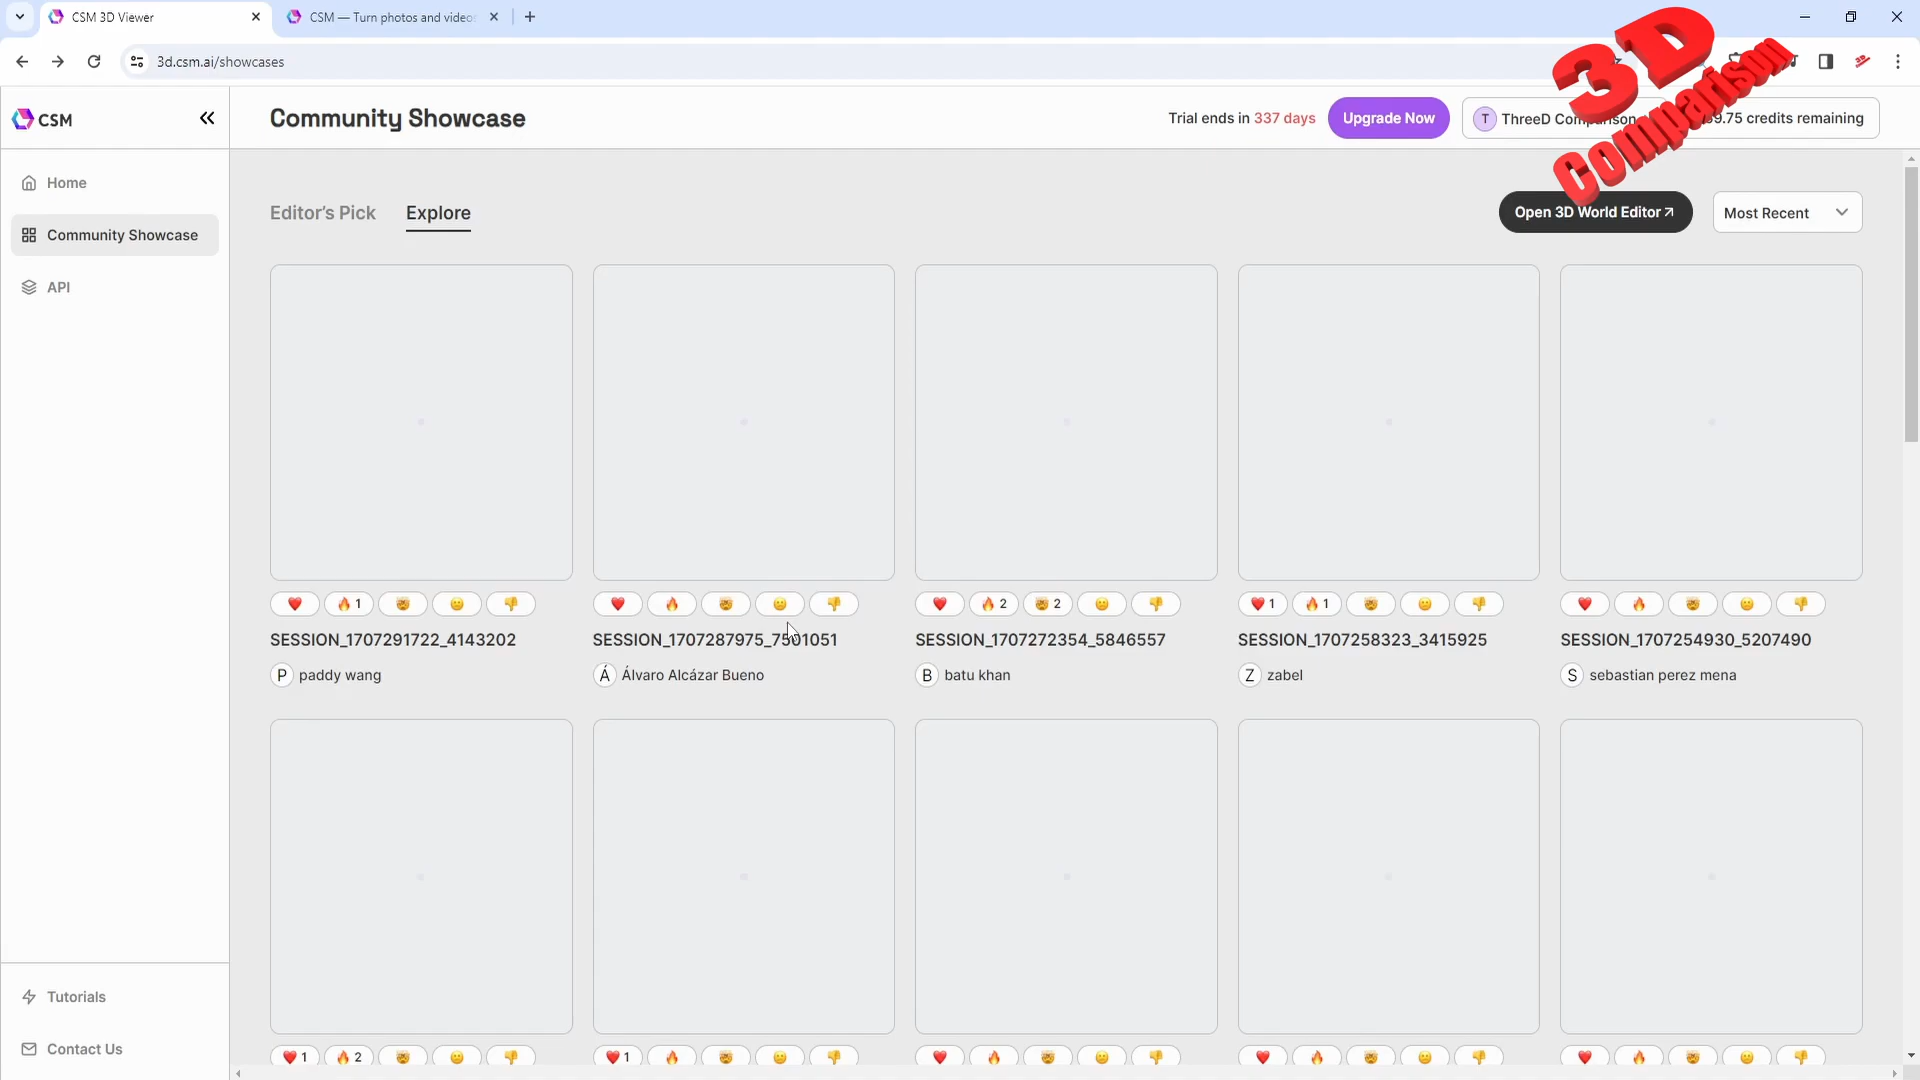 CSM 3D Viewer
CSM — Turn photos and video
3d.csm.ai/showcases
3D
Comparison
CSM
Community Showcase
Trial ends in 337 days
Upgrade Now
T ThreeD Comparison
9.75 credits remaining
Home
Community Showcase
API
Editor's Pick
Explore
Open 3D World Editor
Most Recent
1
2
2
1
1
SESSION_1707291722_4143202
SESSION_1707287975_7501051
SESSION_1707272354_5846557
SESSION_1707258323_3415925
SESSION_1707254930_5207490
P paddy wang
Á Álvaro Alcázar Bueno
B batu khan
Z zabel
S sebastian perez mena
1
2
1
Tutorials
Contact Us